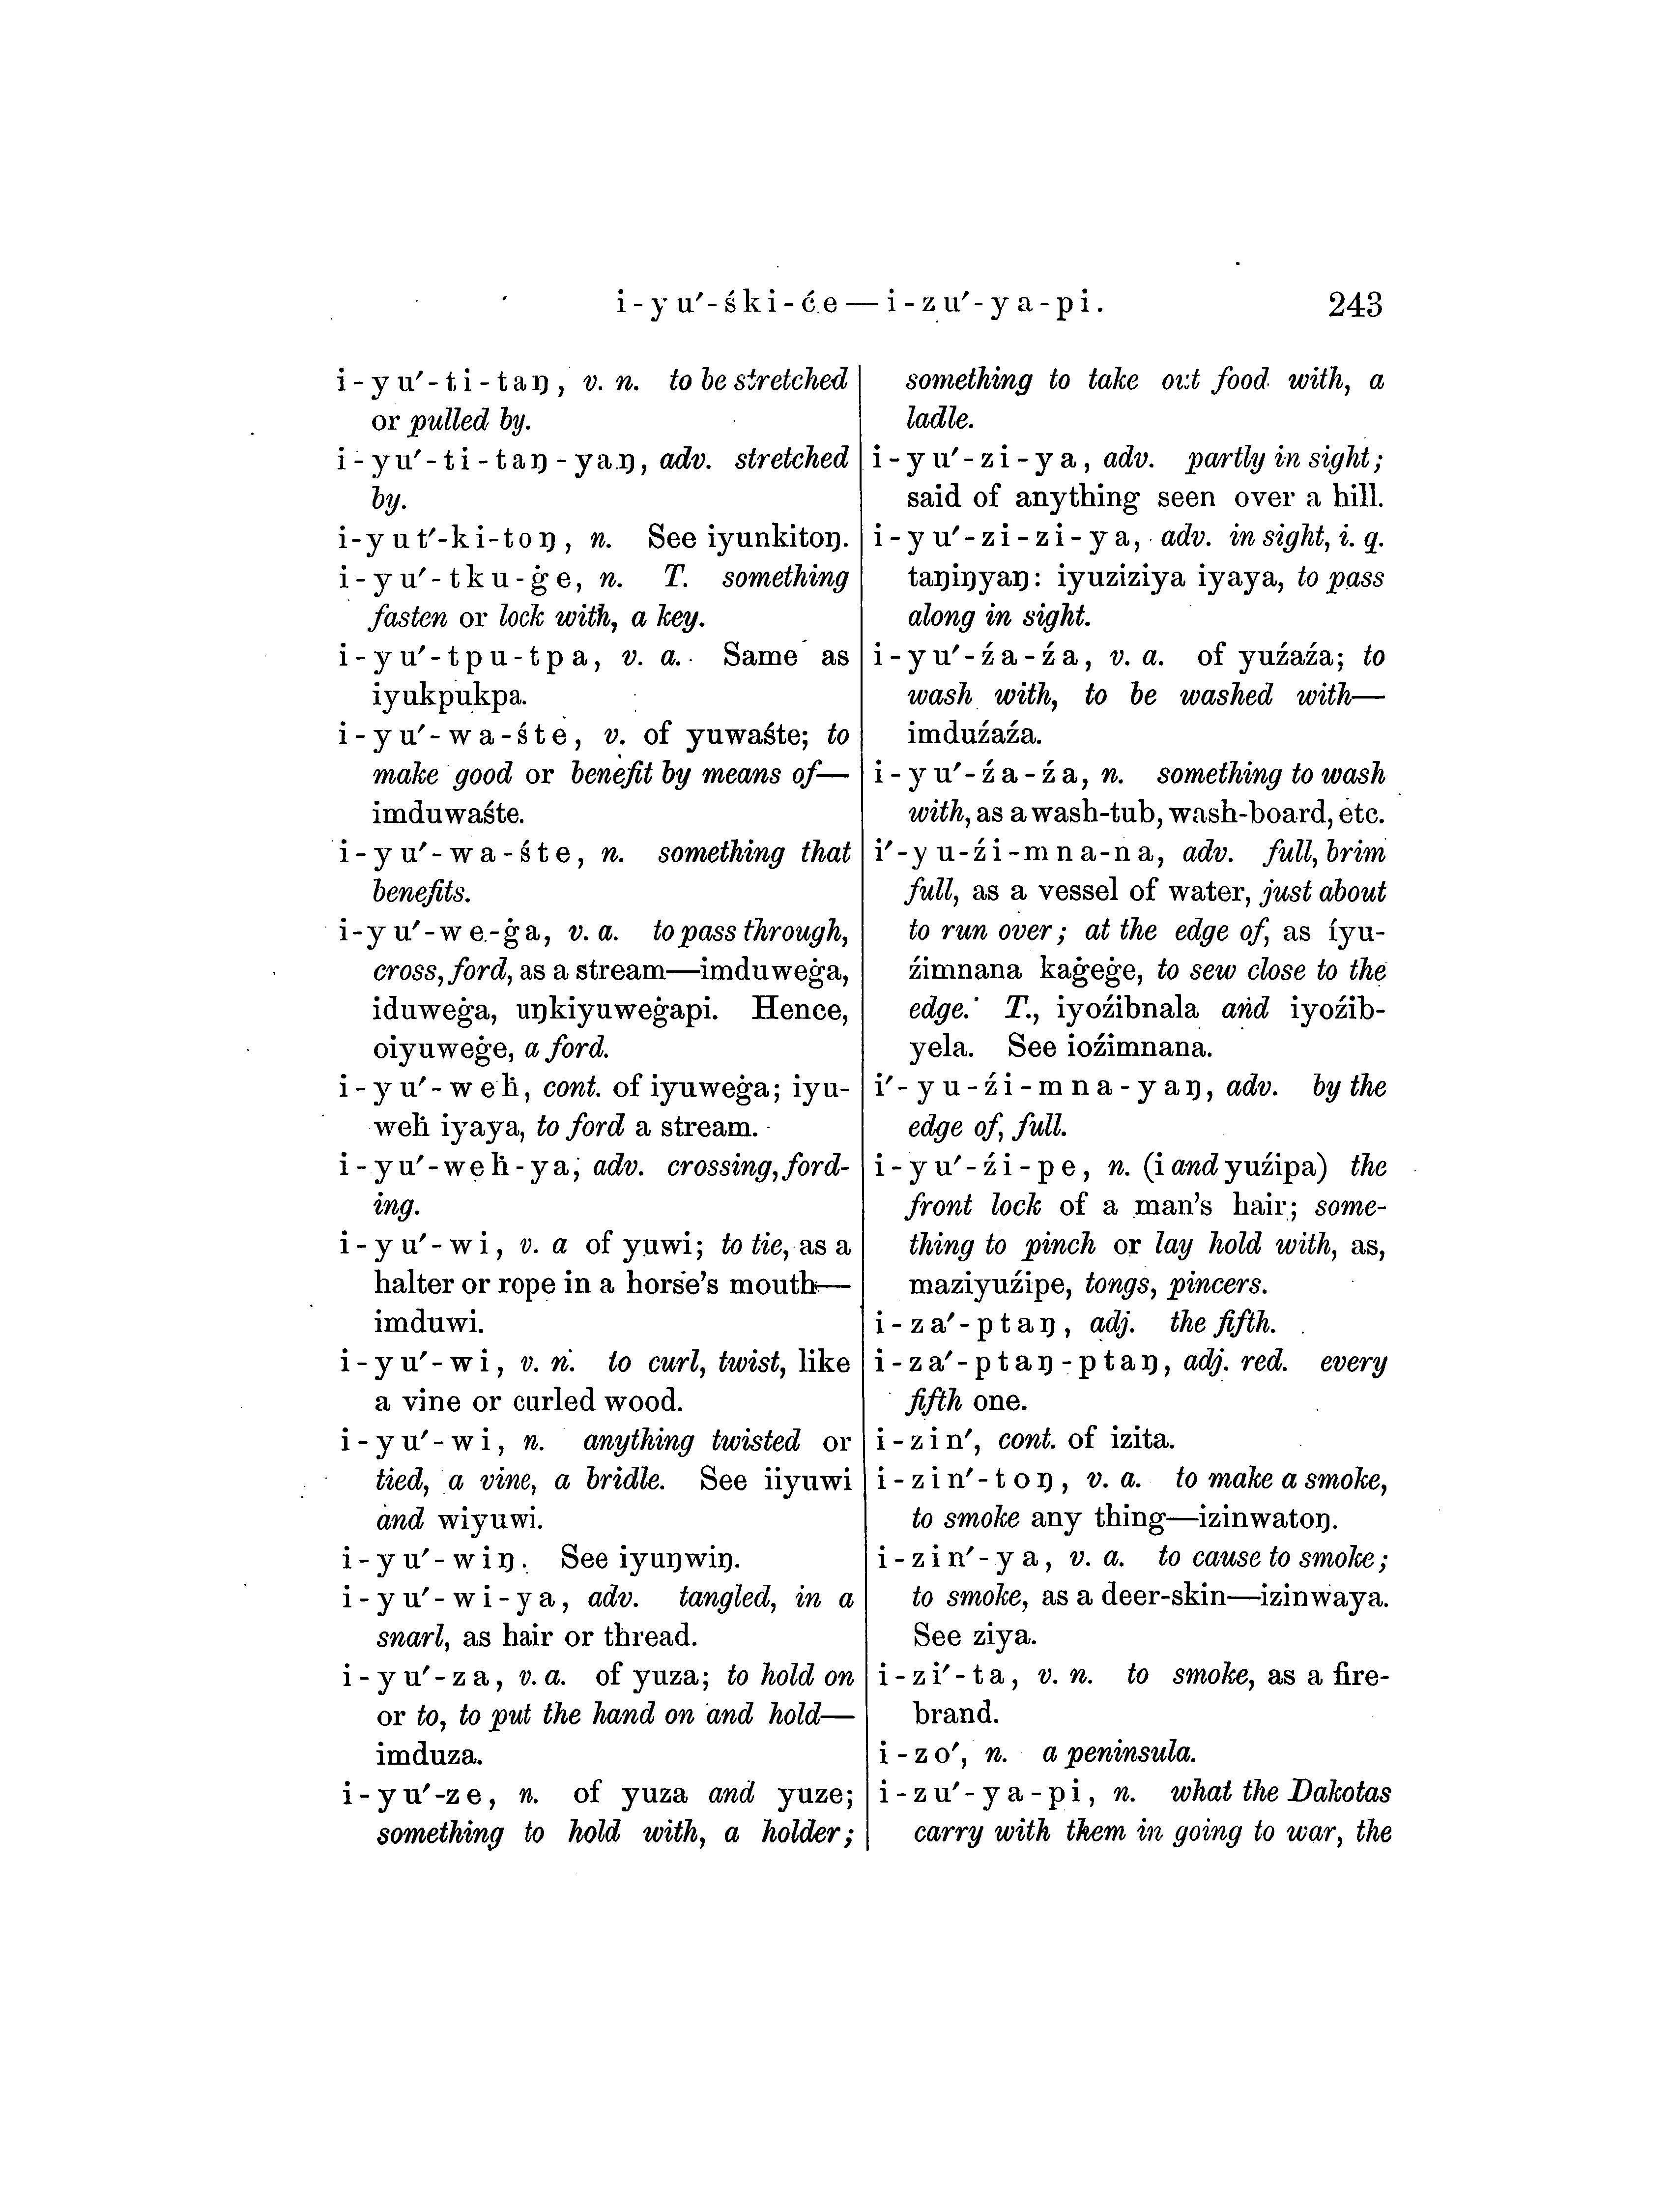 i-yu′-śki-će—i-zu′-ya-pi. 243
i-yu′-ti-taŋ, v. n. to be stretched
or pulled by.
i-yu′-ti-taŋ-yaŋ, adv. stretched
by.
i-yut′-ki-toŋ, n. See iyunkitoŋ.
i-yu′-tku-ġe, n. T. something
fasten or lock with, a key.
i-yu′-tpu-tpa, v. a. Same as
iyukpukpa.
i-yu′-wa-śte, v. of yuwaśte; to
make good or benefit by means of—
imduwaśte.
i-yu′-wa-śte, n. something that
benefits.
i-yu′-we-ġa, v. a. to pass through,
cross, ford, as a stream—imduweġa,
iduweġa, uŋkiyuweġapi. Hence,
oiyuweġe, a ford.
i-yu′-weḣ, cont. of iyuweġa; iyu-
weḣ iyaya, to ford a stream.
i-yu′-weḣ-ya, adv. crossing, ford-
ing.
i-yu′-wi, v. a of yuwi; to tie, as a
halter or rope in a horse's mouth—
imduwi.
i-yu′-wi, v. n. to curl, twist, like
a vine or curled wood.
i-yu′-wi, n. anything twisted or
tied, a vine, a bridle. See iiyuwi
and wiyuwi.
i-yu′-wiŋ. See iyuŋwiŋ.
i-yu′-wi-ya, adv. tangled, in a
snarl, as hair or thread.
i-yu′-za, v. a. of yuza; to hold on
or to, to put the hand on and hold—
imduza.
i-yu′-ze, n. of yuza and yuze;
something to hold with, a holder;
something to take out food with, a
ladle.
i-yu′-zi-ya, adv. partly in sight;
said of anything seen over a hill.
i-yu′-zi-zi-ya, adv. in sight, i. q.
taŋiŋyaŋ: iyuziziya iyaya, to pass
along in sight.
i-yu′-źa-źa, v. a. of yuźaźa; to
wash with, to be washed with—
imduźaźa.
i-yu′-źa-źa, n. something to wash
with, as a wash-tub, wash-board, etc.
i′-yu-źi-mna-na, adv. full, brim
full, as a vessel of water, just about
to run over; at the edge of, as íyu-
źimnana kaġeġe, to sew close to the
edge. T., iyoźibnala and iyoźib-
yela. See ioźimnana.
i′-yu-źi-mna-yaŋ, adv. by the
edge of, full.
i-yu′-źi-pe, n. (i and yuźipa) the
front lock of a man's hair; some-
thing to pinch or lay hold with, as,
maziyuźipe, tongs, pincers.
i-za′-ptaŋ, adj. the fifth.
i-za′-ptaŋ-ptaŋ, adj. red. every
fifth one.
i-zin′, cont. of izita.
i-zin′-toŋ, v. a. to make a smoke,
to smoke any thing—izinwatoŋ.
i-zin′-ya, v. a. to cause to smoke;
to smoke, as a deer-skin—izinwaya.
See ziya.
i-zi′-ta, v. n. to smoke, as a fire-
brand.
i-zo′, n. a peninsula.
i-zu′-ya-pi, n. what the Dakotas
carry with them in going to war, the